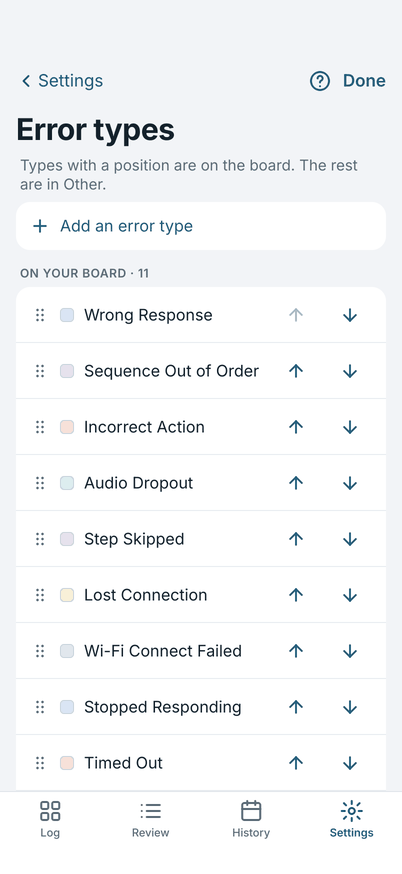 Settings
Done
Error types
Types with a position are on the board. The rest
are in Other.
Add an error type
ON YOUR BOARD · 11
Wrong Response
Sequence Out of Order
Incorrect Action
Audio Dropout
Step Skipped
Lost Connection
Wi-Fi Connect Failed
Stopped Responding
Timed Out
Log
Review
History
Settings